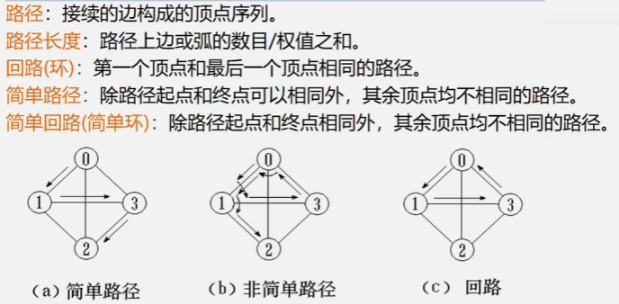 路径：接续的边构成的顶点序列。
路径长度：路径上边或弧的数目/权值之和。
回路(环)：第一个顶点和最后一个顶点相同的路径。
简单路径：除路径起点和终点可以相同外，其余顶点均不相同的路径。
简单回路(简单环)：除路径起点和终点相同外，其余顶点均不相同的路径。
0 0 0
1 3 1 3 1 3
2 2 2
（a）简单路径 （b）非简单路径 （c） 回路